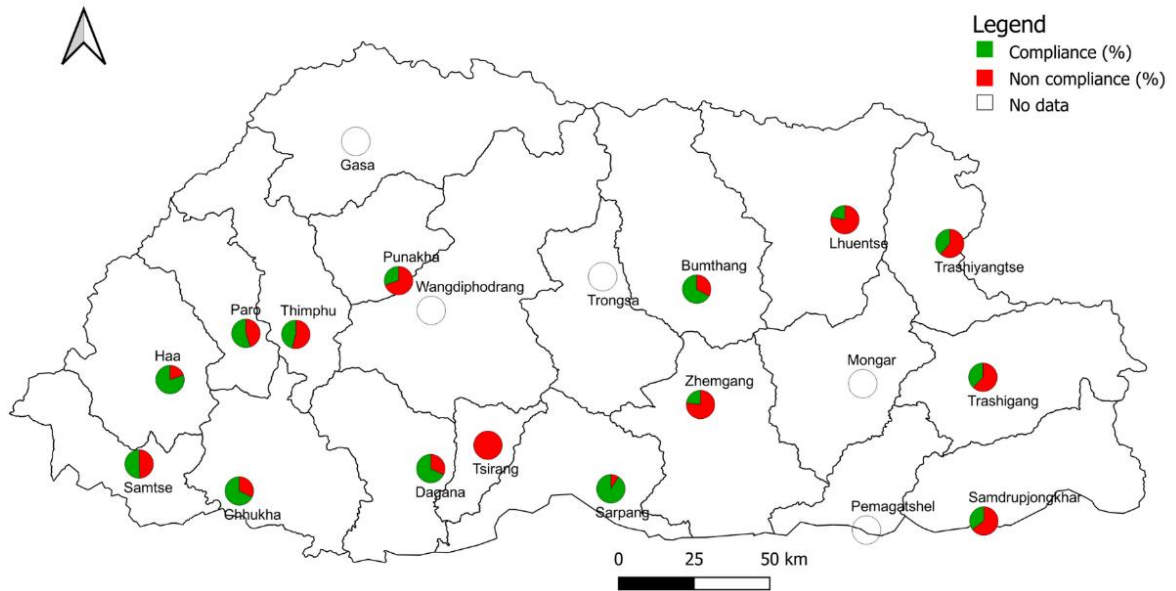 Legend
Compliance (%)
Non compliance (%)
No data
Gasa
Lhuentse
Punakha
Trashiyangtse
Bumthang
Wangdiphodrang
Trongsa
Paro
Thimphu
Haa
Mongar
Zhemgang
Trashigang
Tsirang
Samtse
Dagana
Chhukha
Sarpang
Pemagatshel
Samdrupjongkhar
0 25 50 km